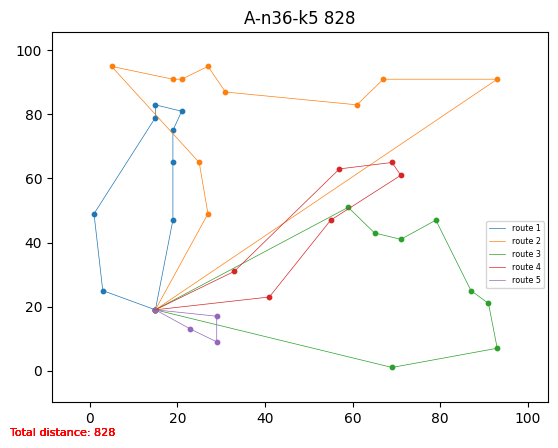 A-n36-k5 828
100
80
60
40
20
0
route 1
route 2
route 3
route 4
route 5
0 20 40 60 80 100
Total distance: 828